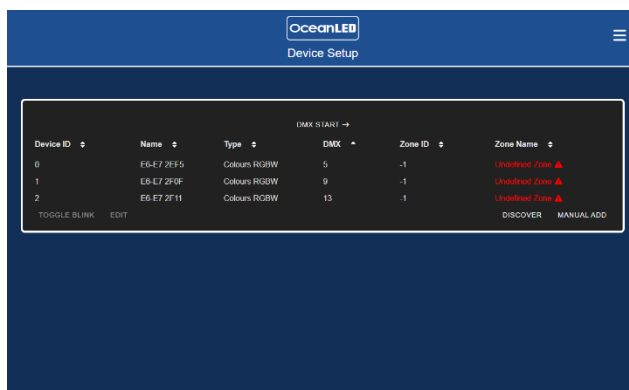 OceanLED
Device Setup
DMX START →
Device ID Name Type DMX Zone ID Zone Name
0 E6-E7 2EF5 Colours RGBW 5 -1 Undefined Zone
1 E6-E7 2F0F Colours RGBW 9 -1 Undefined Zone
2 E6-E7 2F11 Colours RGBW 13 -1 Undefined Zone
TOGGLE BLINK EDIT DISCOVER MANUAL ADD